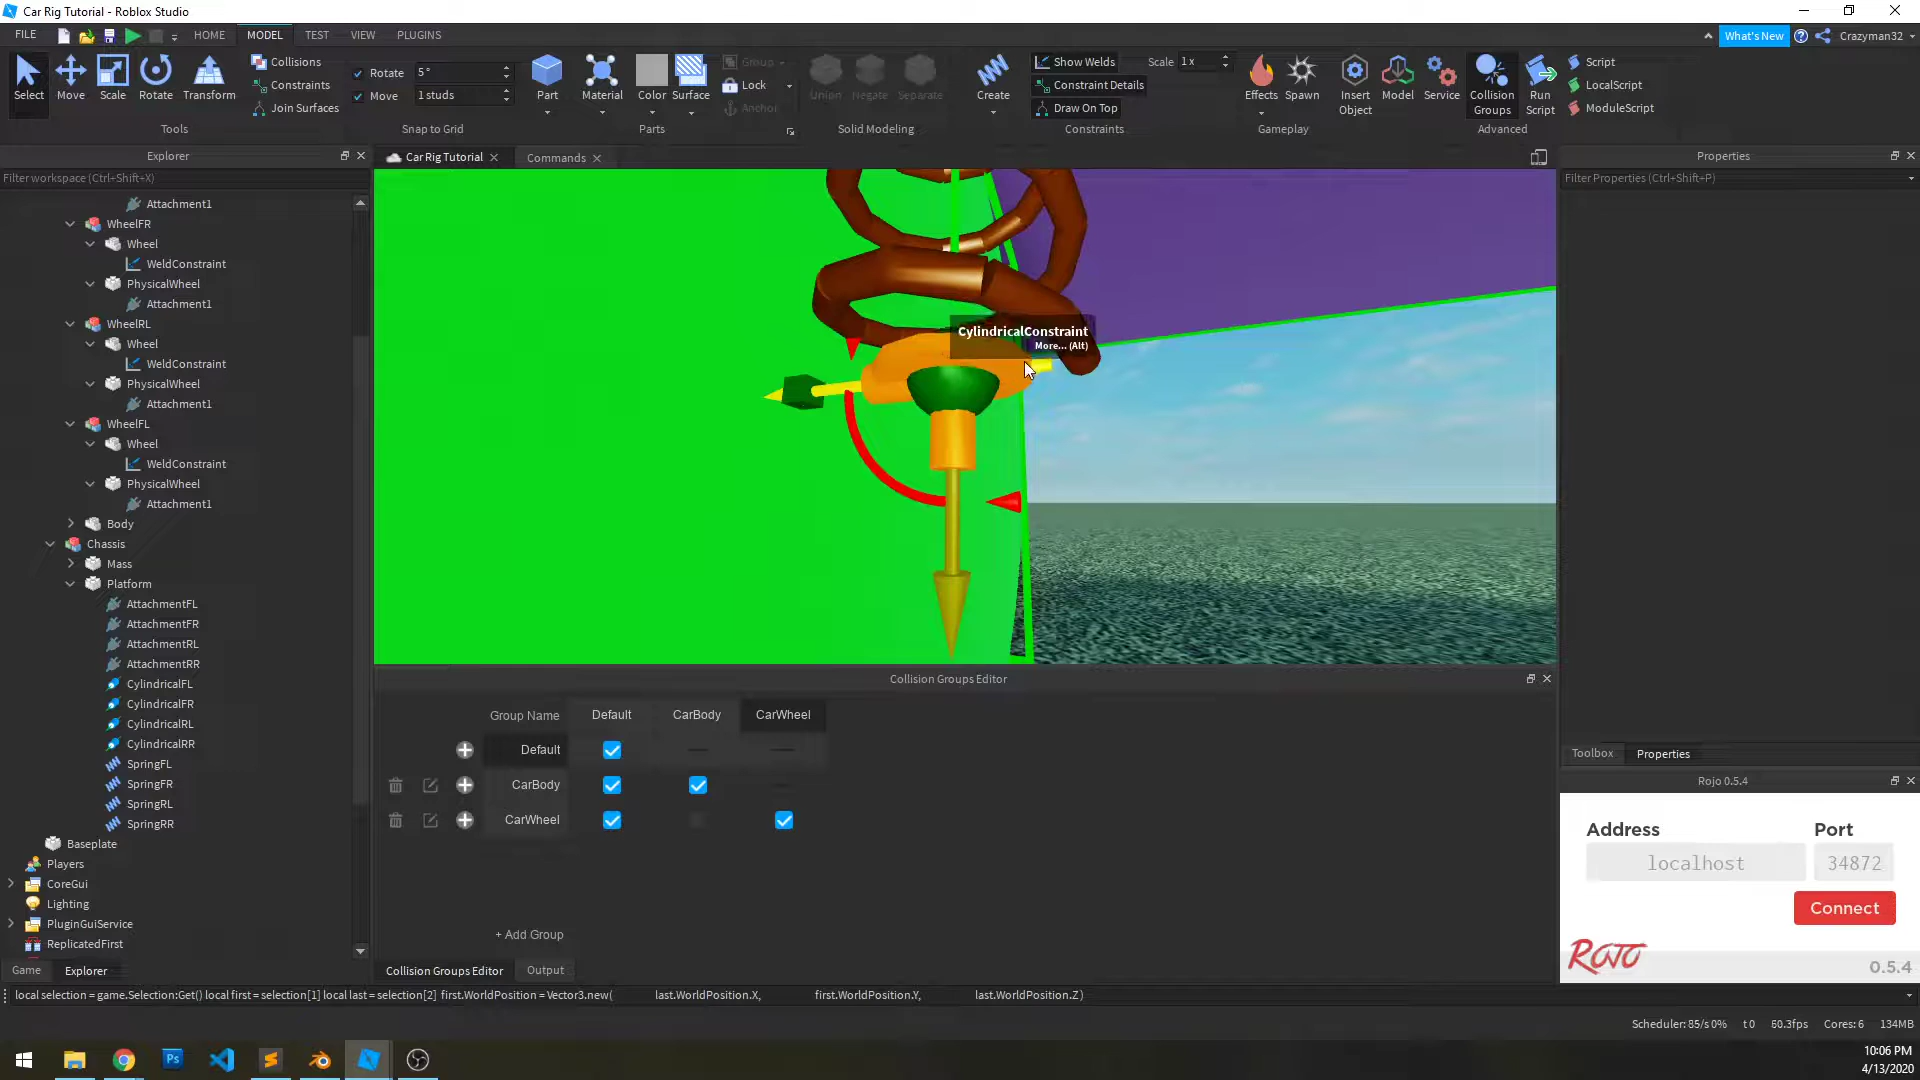 Car Rig Tutorial - Roblox Studio
FILE
HOME
MODEL
TEST
VIEW
PLUGINS
What's New
Crazyman32
Select
Move
Scale
Rotate
Transform
Collisions
Constraints
Join Surfaces
Tools
Rotate
5 °
Move
1 studs
Snap to Grid
Part
Material
Color
Surface
Group
Lock
Anchor
Parts
Union
Negate
Separate
Solid Modeling
Create
Show Welds
Constraint Details
Draw On Top
Scale
1 x
Constraints
Effects
Spawn
Gameplay
Insert Object
Model
Service
Collision Groups
Run Script
Script
LocalScript
ModuleScript
Advanced
Explorer
Car Rig Tutorial
Commands
Properties
Filter workspace (Ctrl+Shift+X)
Filter Properties (Ctrl+Shift+P)
Attachment1
WheelFR
Wheel
WeldConstraint
PhysicalWheel
Attachment1
WheelRL
Wheel
WeldConstraint
PhysicalWheel
Attachment1
WheelFL
Wheel
WeldConstraint
PhysicalWheel
Attachment1
Body
Chassis
Mass
Platform
AttachmentFL
AttachmentFR
AttachmentRL
AttachmentRR
CylindricalFL
CylindricalFR
CylindricalRL
CylindricalRR
SpringFL
SpringFR
SpringRL
SpringRR
Baseplate
Players
CoreGui
Lighting
PluginGuiService
ReplicatedFirst
Game
Explorer
CylindricalConstraint
More... (Alt)
Collision Groups Editor
Group Name
Default
CarBody
CarWheel
Default
CarBody
CarWheel
+ Add Group
Collision Groups Editor
Output
Toolbox
Properties
Rojo 0.5.4
Address
Port
localhost
34872
Connect
ROJO
0.5.4
local selection = game.Selection:Get() local first = selection[1] local last = selection[2] first.WorldPosition = Vector3.new( last.WorldPosition.X, first.WorldPosition.Y, last.WorldPosition.Z)
Scheduler: 85/s 0%
t 0
60.3fps
Cores: 6
134MB
Ps
10:06 PM
4/13/2020